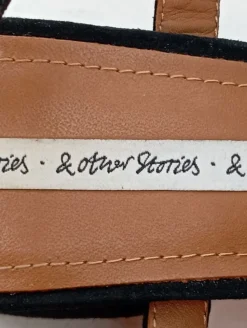 ries · & other Stories ·